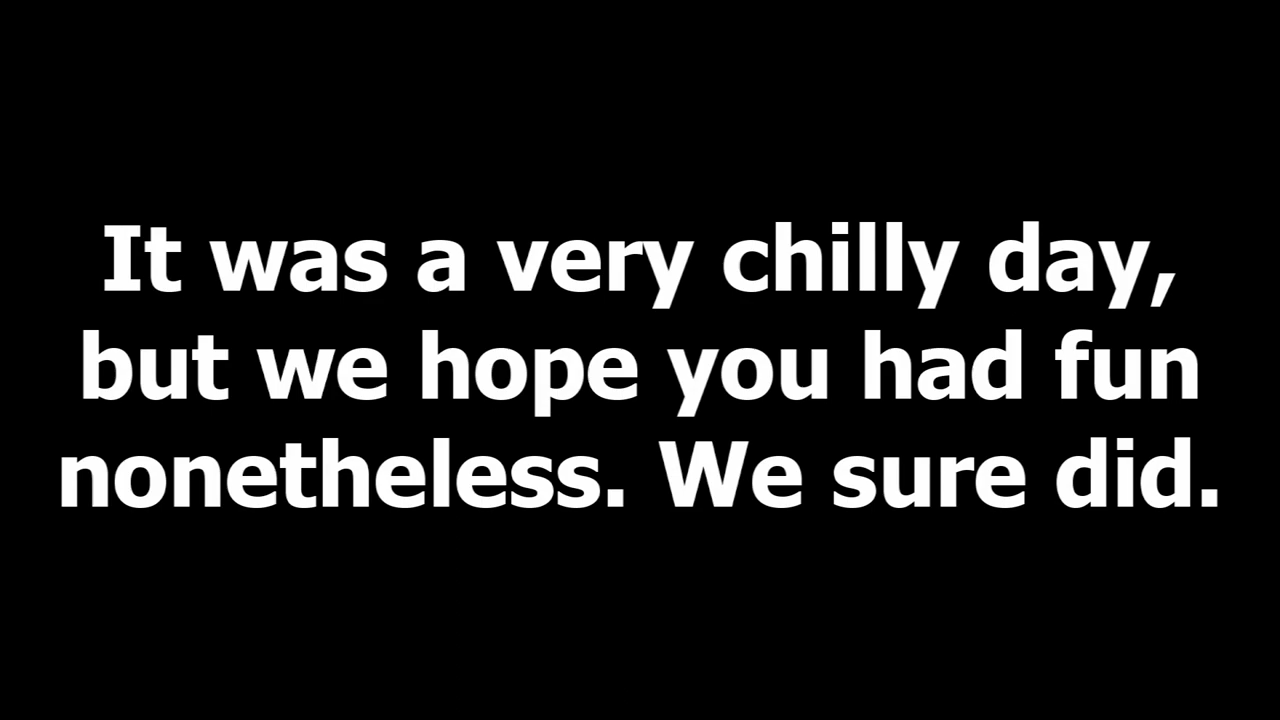 It was a very chilly day,
but we hope you had fun
nonetheless. We sure did.